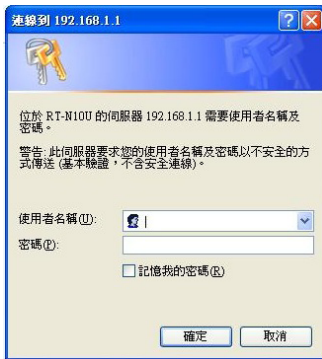 連線到 192.168.1.1
位於 RT-N10U 的伺服器 192.168.1.1 需要使用者名稱及
密碼。
警告: 此伺服器要求您的使用者名稱及密碼以不安全的方
式傳送 (基本驗證，不含安全連線)。
使用者名稱(U):
密碼(P):
記憶我的密碼(R)
確定 取消